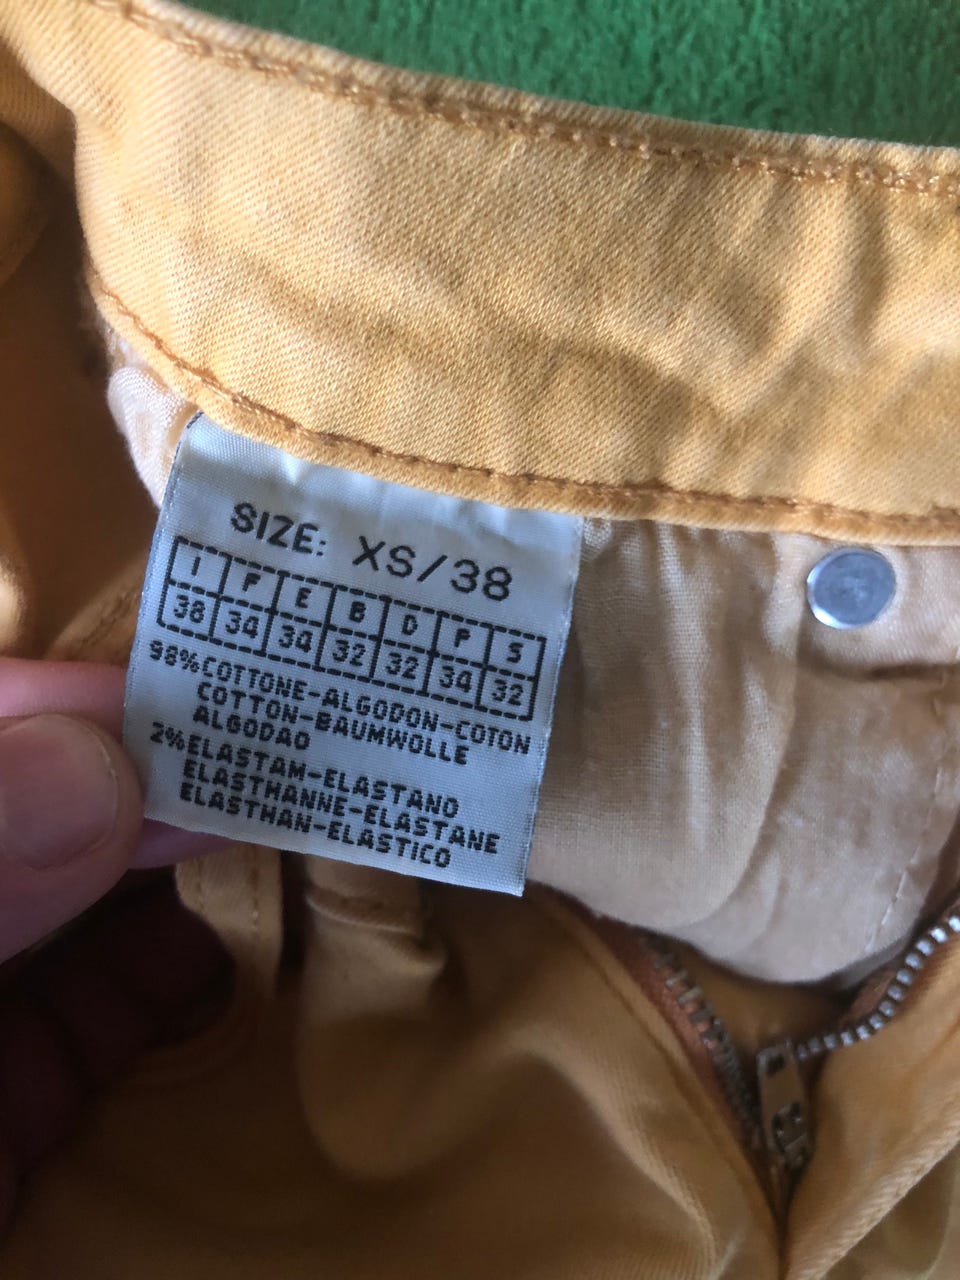 SIZE: XS/38
I F E B D P S
38 34 34 32 32 34 32
98% COTTONE-ALGODON-COTON
COTTON-BAUMWOLLE
ALGODAO
2% ELASTAM-ELASTANO
ELASTHANNE-ELASTANE
ELASTHAN-ELASTICO